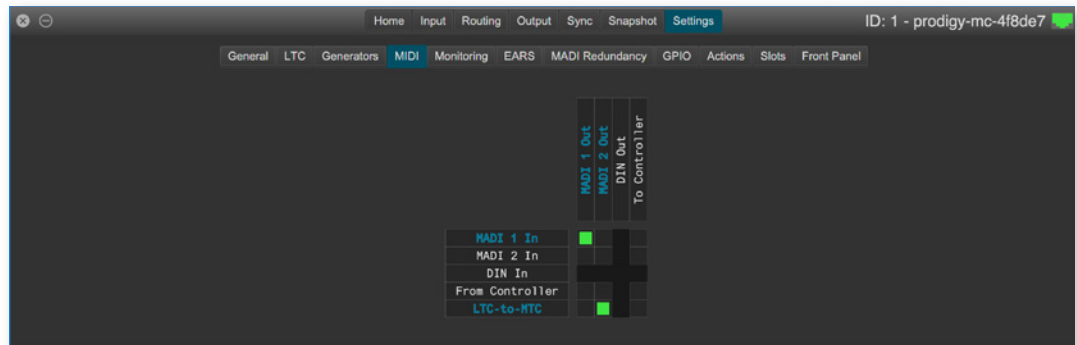 Home Input Routing Output Sync Snapshot Settings ID: 1 - prodigy-mc-4f8de7
General LTC Generators MIDI Monitoring EARS MADI Redundancy GPIO Actions Slots Front Panel
MADI 1 Out
MADI 2 Out
DIN Out
To Controller
MADI 1 In
MADI 2 In
DIN In
From Controller
LTC-to-MTC